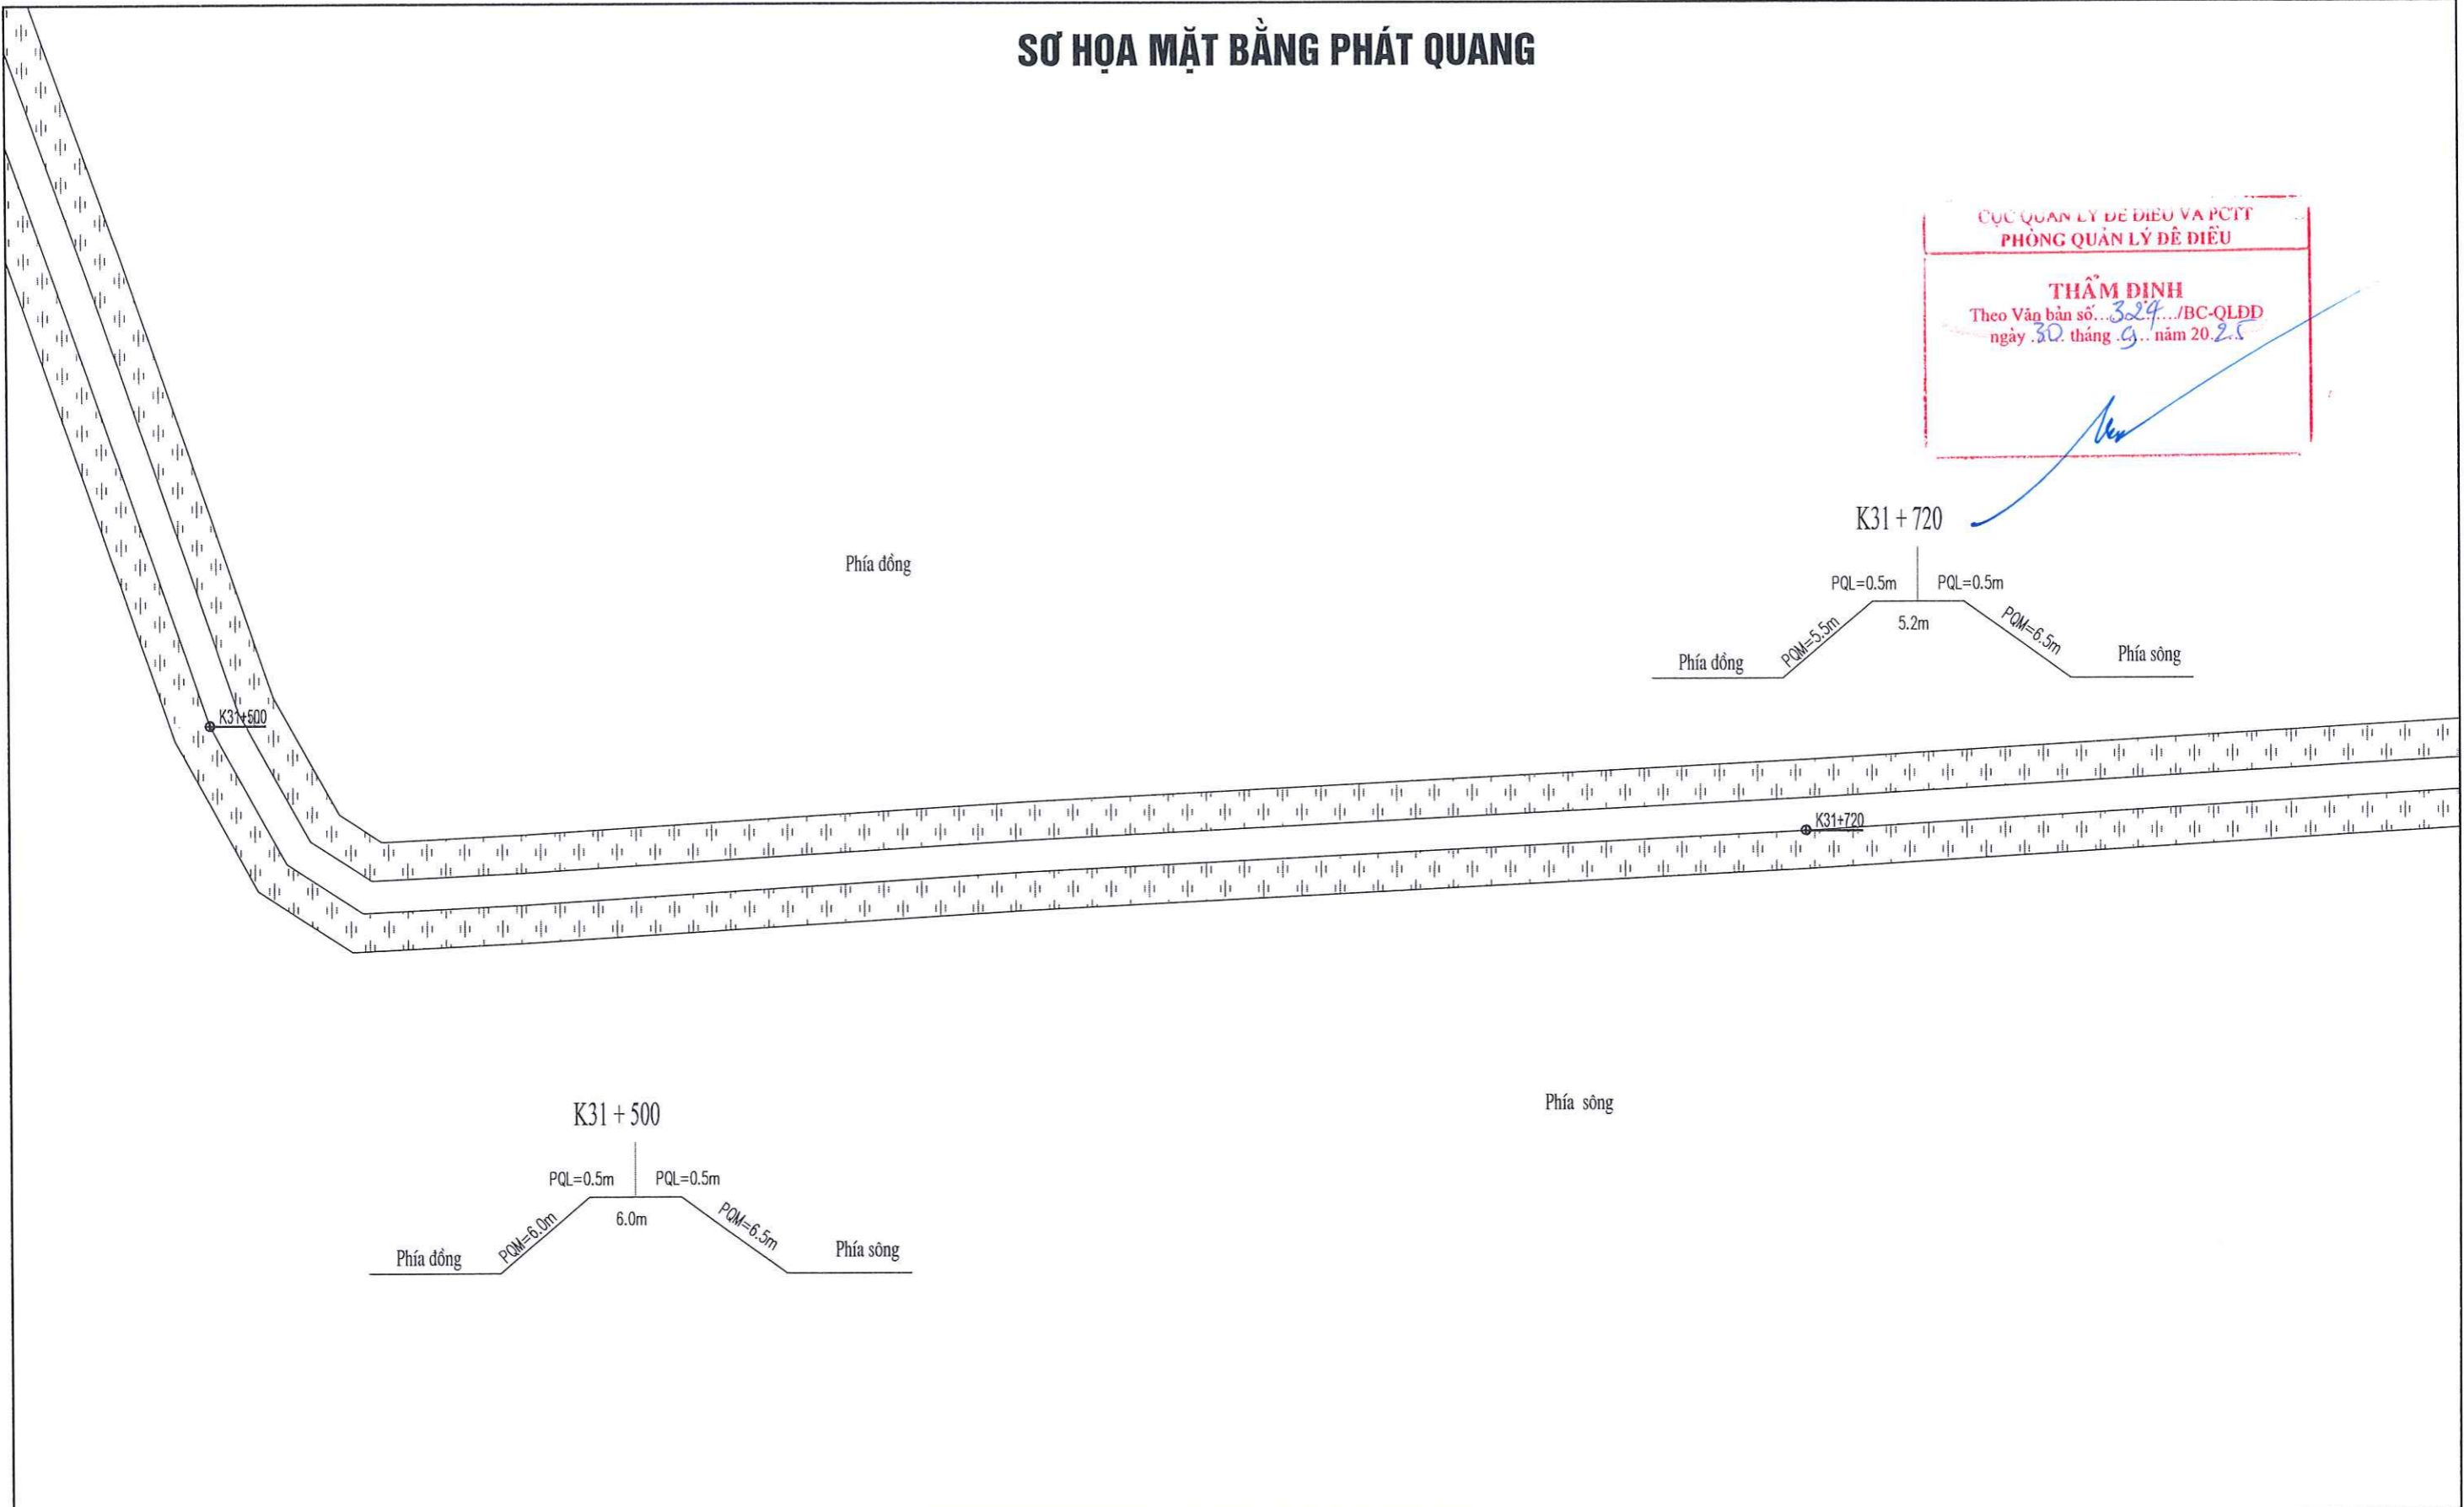 SƠ HỌA MẶT BẰNG PHÁT QUANG
CỤC QUẢN LÝ ĐÊ ĐIỀU VÀ PCTT
PHÒNG QUẢN LÝ ĐÊ ĐIỀU
THẨM ĐỊNH
Theo Văn bản số...324..../BC-QLĐD
ngày .30. tháng .9... năm 20.25
K31 + 720
Phía đồng
PQL=0.5m PQL=0.5m
5.2m
PQM=5.5m
PQM=6.5m
Phía đồng
Phía sông
K31+500
K31+720
Phía sông
K31 + 500
PQL=0.5m PQL=0.5m
6.0m
PQM=6.0m
PQM=6.5m
Phía đồng
Phía sông